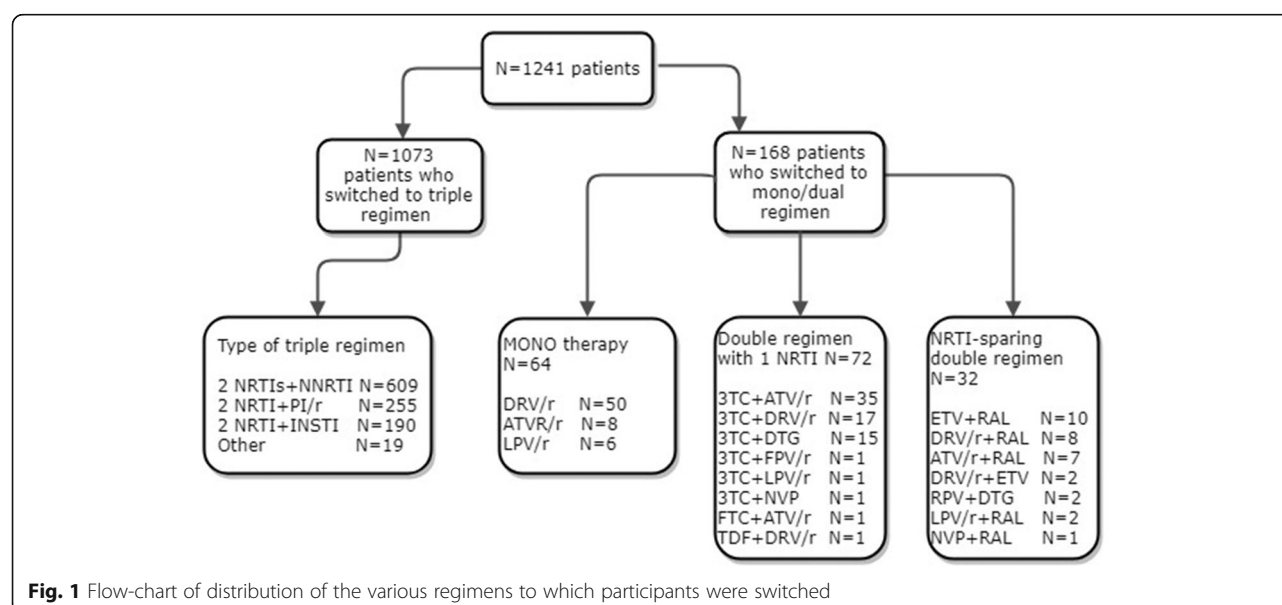 N=1241 patients
N=1073
patients who
switched to triple
regimen
N=168 patients
who switched to
mono/dual
regimen
Type of triple regimen
2 NRTIs+NNRTI N=609
2 NRTI+PI/r N=255
2 NRTI+INSTI N=190
Other N=19
MONO therapy
N=64
DRV/r N=50
ATVR/r N=8
LPV/r N=6
Double regimen
with 1 NRTI N=72
3TC+ATV/r N=35
3TC+DRV/r N=17
3TC+DTG N=15
3TC+FPV/r N=1
3TC+LPV/r N=1
3TC+NVP N=1
FTC+ATV/r N=1
TDF+DRV/r N=1
NRTI-sparing
double regimen
N=32
ETV+RAL N=10
DRV/r+RAL N=8
ATV/r+RAL N=7
DRV/r+ETV N=2
RPV+DTG N=2
LPV/r+RAL N=2
NVP+RAL N=1
Fig. 1 Flow-chart of distribution of the various regimens to which participants were switched